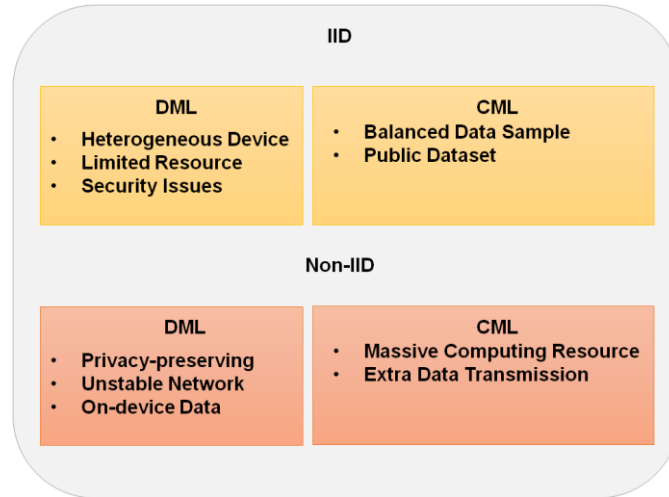 IID
DML
• Heterogeneous Device
• Limited Resource
• Security Issues
CML
• Balanced Data Sample
• Public Dataset
Non-IID
DML
• Privacy-preserving
• Unstable Network
• On-device Data
CML
• Massive Computing Resource
• Extra Data Transmission